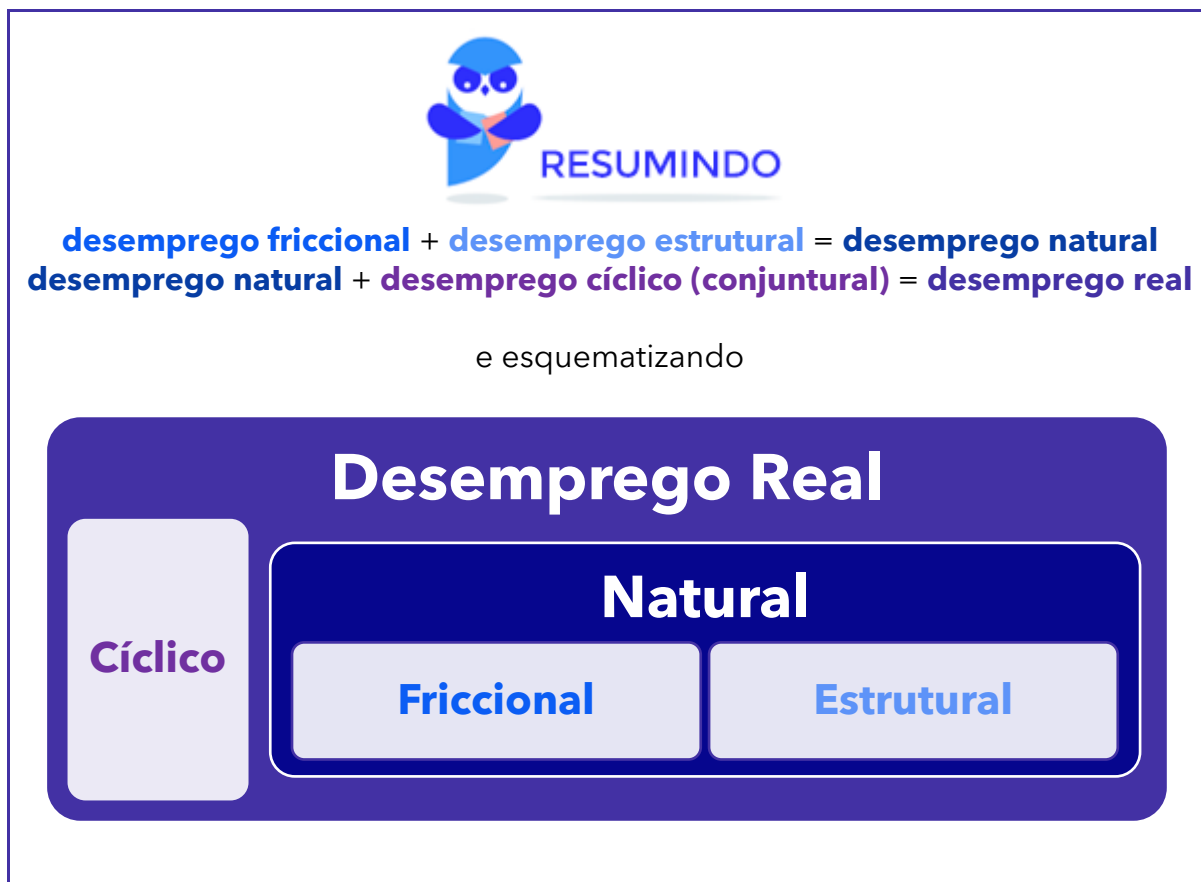 RESUMINDO
desemprego friccional + desemprego estrutural = desemprego natural
desemprego natural + desemprego cíclico (conjuntural) = desemprego real
e esquematizando
Desemprego Real
Cíclico
Natural
Friccional
Estrutural